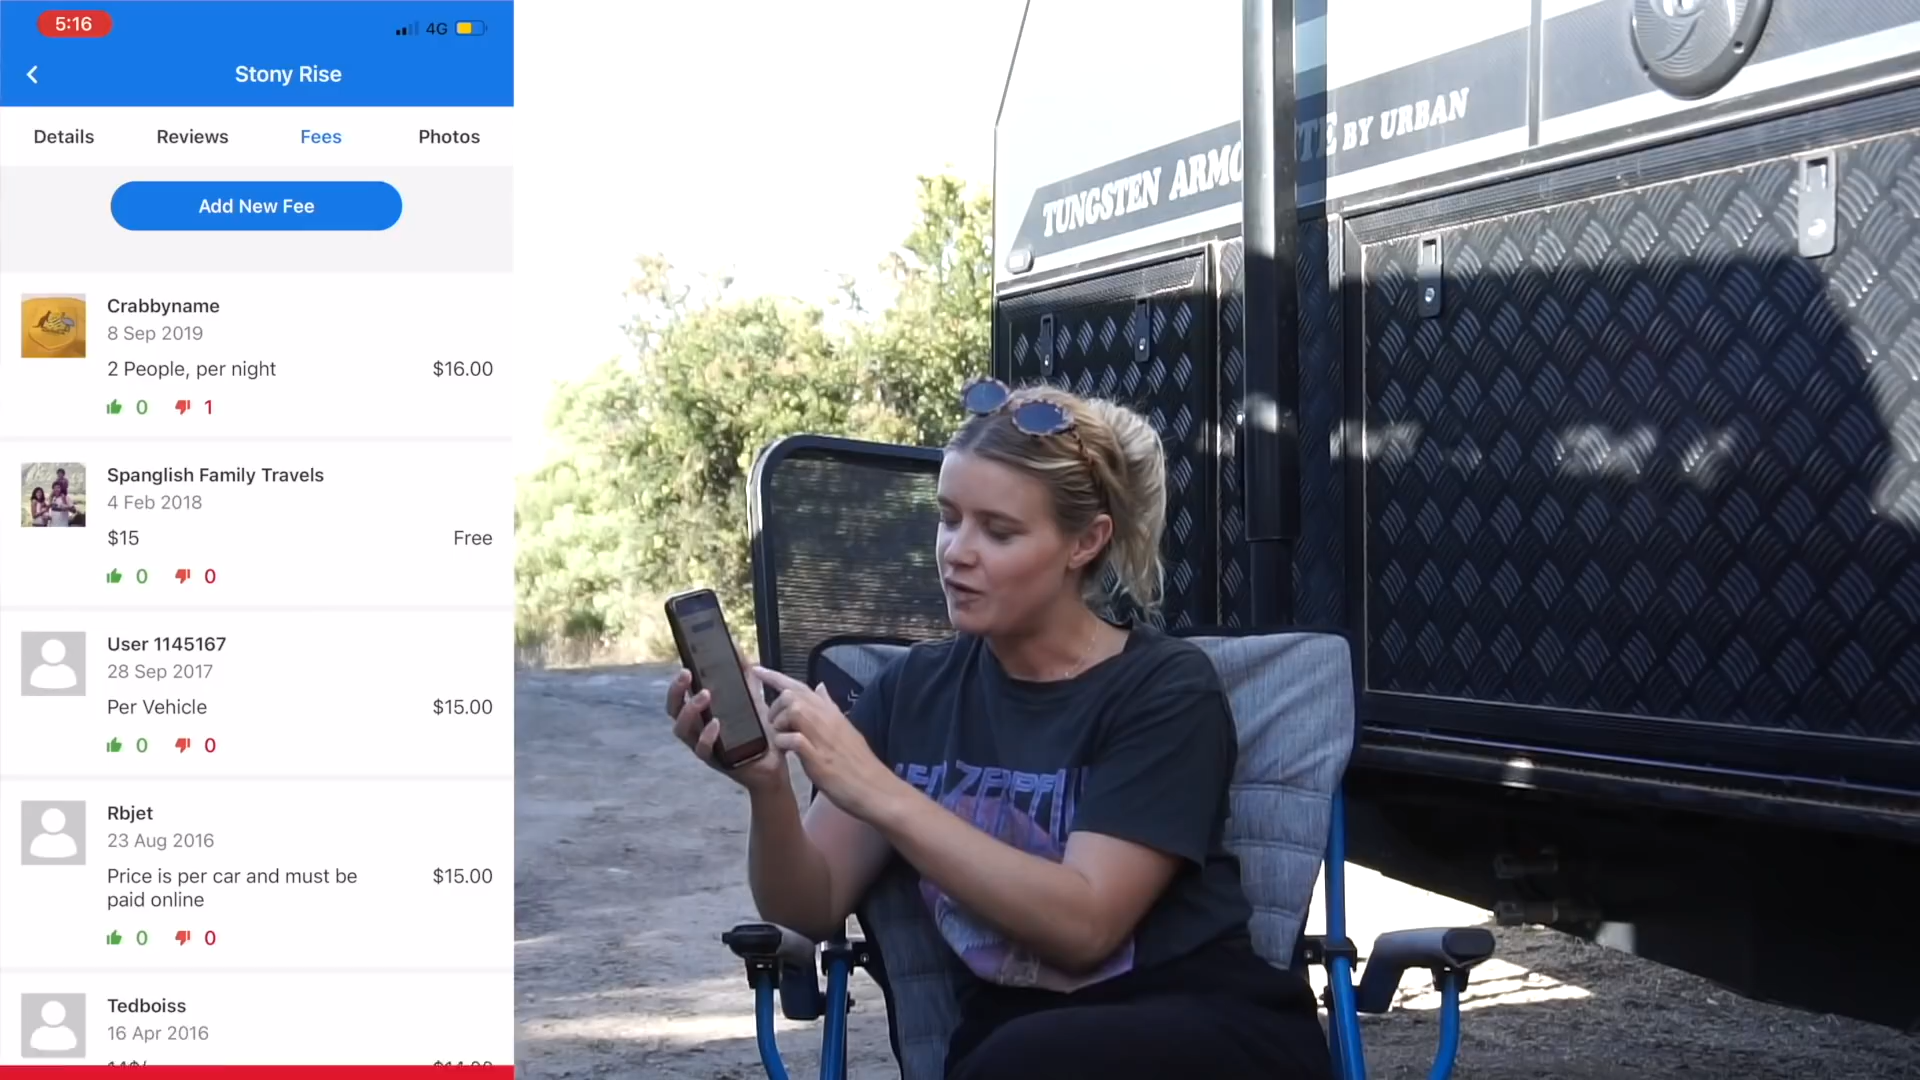 5:16
4G
Stony Rise
Details Reviews Fees Photos
Add New Fee
Crabbyname
8 Sep 2019
2 People, per night $16.00
0 1
Spanglish Family Travels
4 Feb 2018
$15 Free
0 0
User 1145167
28 Sep 2017
Per Vehicle $15.00
0 0
Rbjet
23 Aug 2016
Price is per car and must be $15.00
paid online
0 0
Tedboiss
16 Apr 2016
TUNGSTEN
BY URBAN